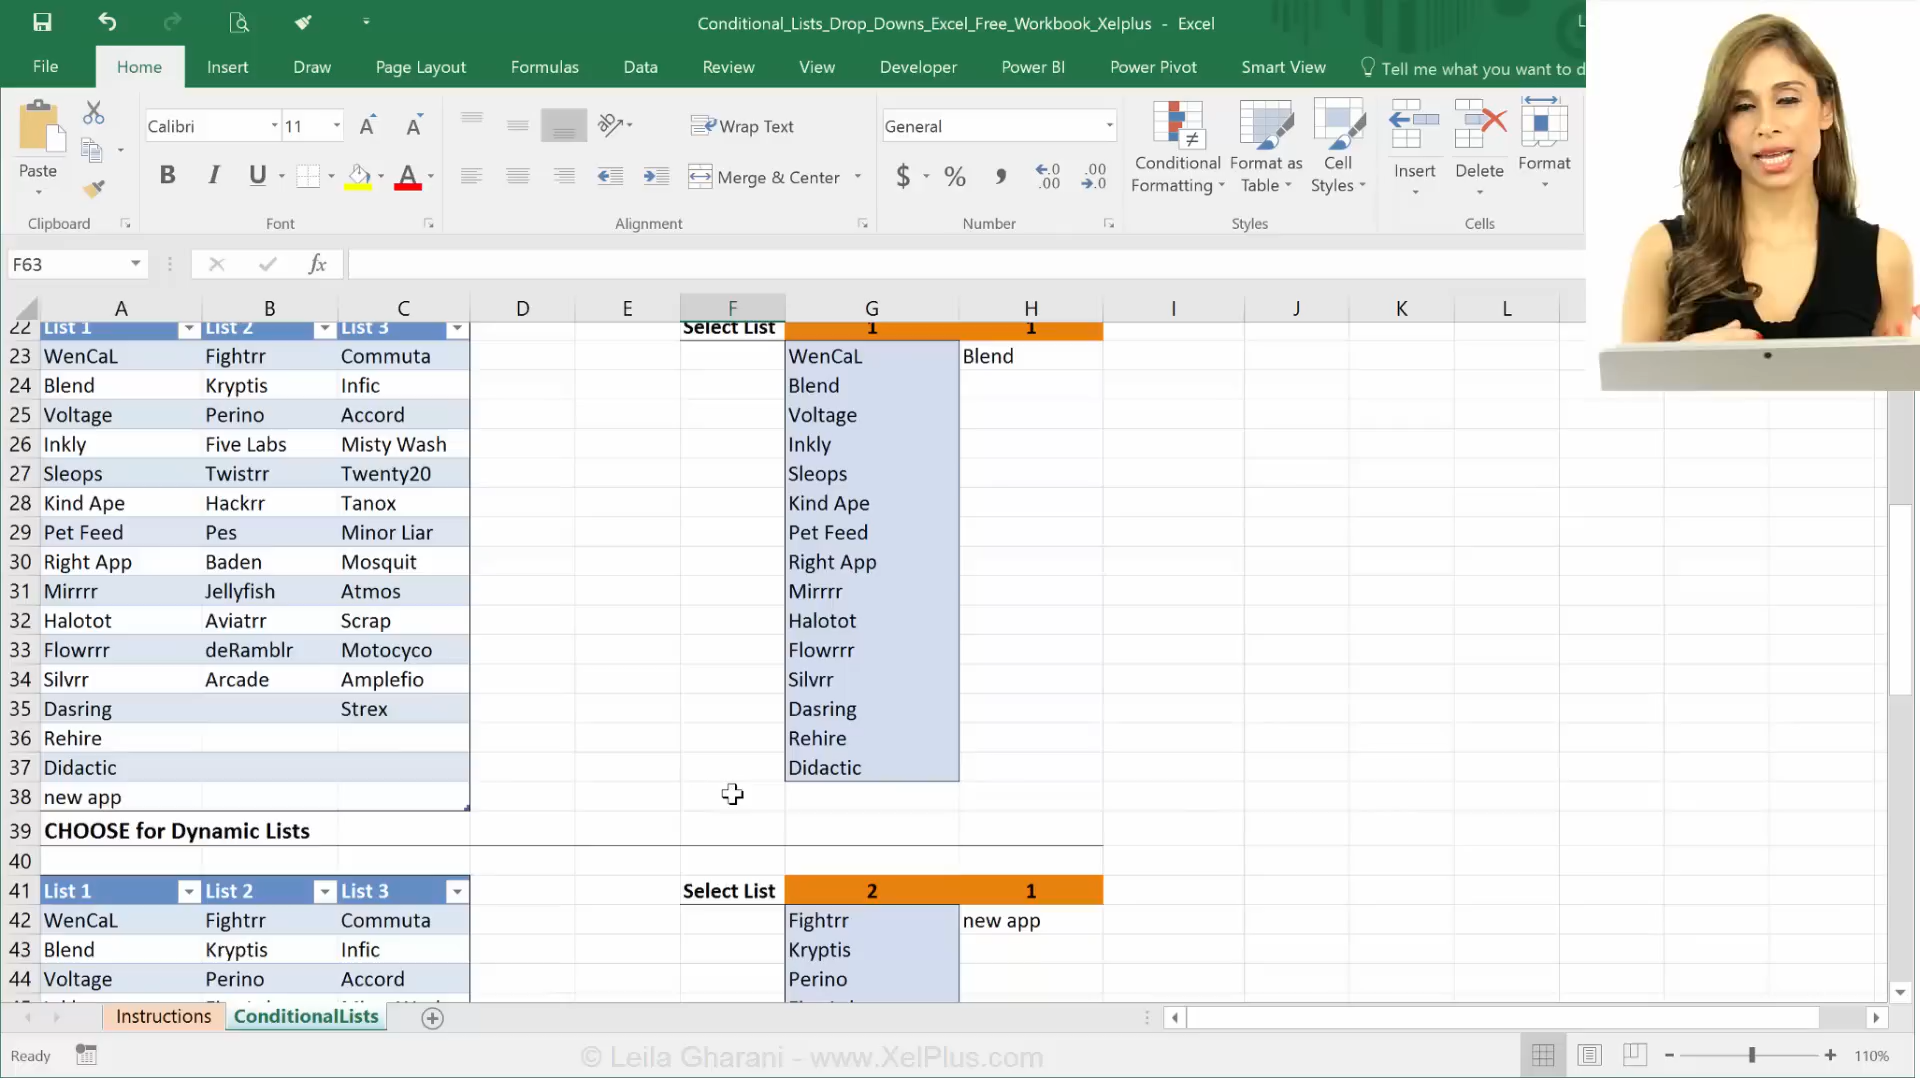 Conditional_Lists_Drop_Downs_Excel_Free_Workbook_Xelplus - Excel
File Home Insert Draw Page Layout Formulas Data Review View Developer Power BI Power Pivot Smart View Tell me what you want to d
Calibri 11 Wrap Text General
Paste B I U Merge & Center $ % Conditional Formatting Format as Table Cell Styles Insert Delete Format
Clipboard Font Alignment Number Styles Cells
F63 fx
A B C D E F G H I J K L
22 List 1 List 2 List 3 Select List 1 1
23 WenCaL Fightrr Commuta WenCaL Blend
24 Blend Kryptis Infic Blend
25 Voltage Perino Accord Voltage
26 Inkly Five Labs Misty Wash Inkly
27 Sleops Twistrr Twenty20 Sleops
28 Kind Ape Hackrr Tanox Kind Ape
29 Pet Feed Pes Minor Liar Pet Feed
30 Right App Baden Mosquit Right App
31 Mirrrr Jellyfish Atmos Mirrrr
32 Halotot Aviatrr Scrap Halotot
33 Flowrrr deRamblr Motocyco Flowrrr
34 Silvrr Arcade Amplefio Silvrr
35 Dasring Strex Dasring
36 Rehire Rehire
37 Didactic Didactic
38 new app
39 CHOOSE for Dynamic Lists
40
41 List 1 List 2 List 3 Select List 2 1
42 WenCaL Fightrr Commuta Fightrr new app
43 Blend Kryptis Infic Kryptis
44 Voltage Perino Accord Perino
Instructions ConditionalLists
Ready © Leila Gharani - www.XelPlus.com 110%